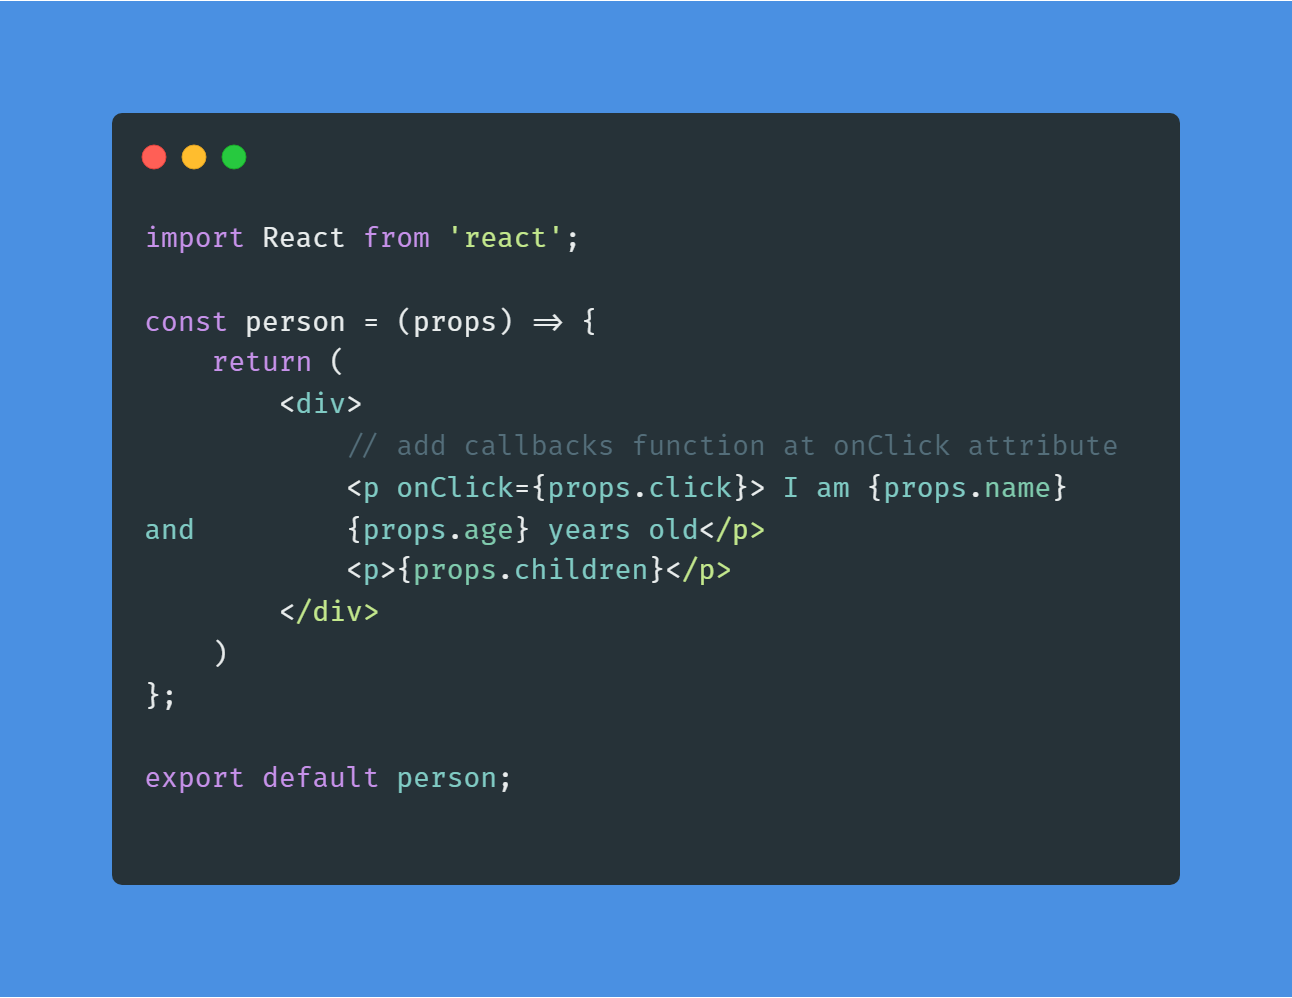 import React from 'react';
const person = (props) => {
return (
<div>
// add callbacks function at onClick attribute
<p onClick={props.click}> I am {props.name}
and {props.age} years old</p>
<p>{props.children}</p>
</div>
)
};
export default person;